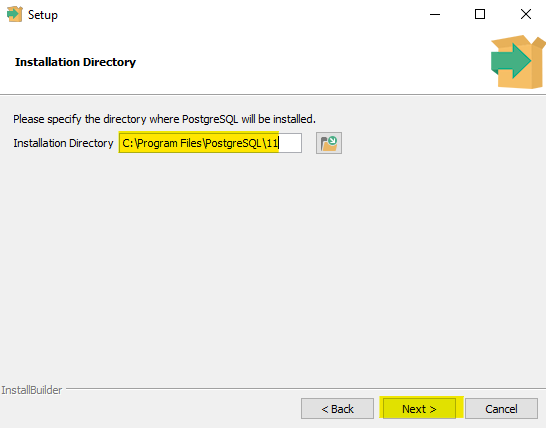 Setup
Installation Directory
Please specify the directory where PostgreSQL will be installed.
Installation Directory C:\Program Files\PostgreSQL\11
InstallBuilder
< Back Next > Cancel